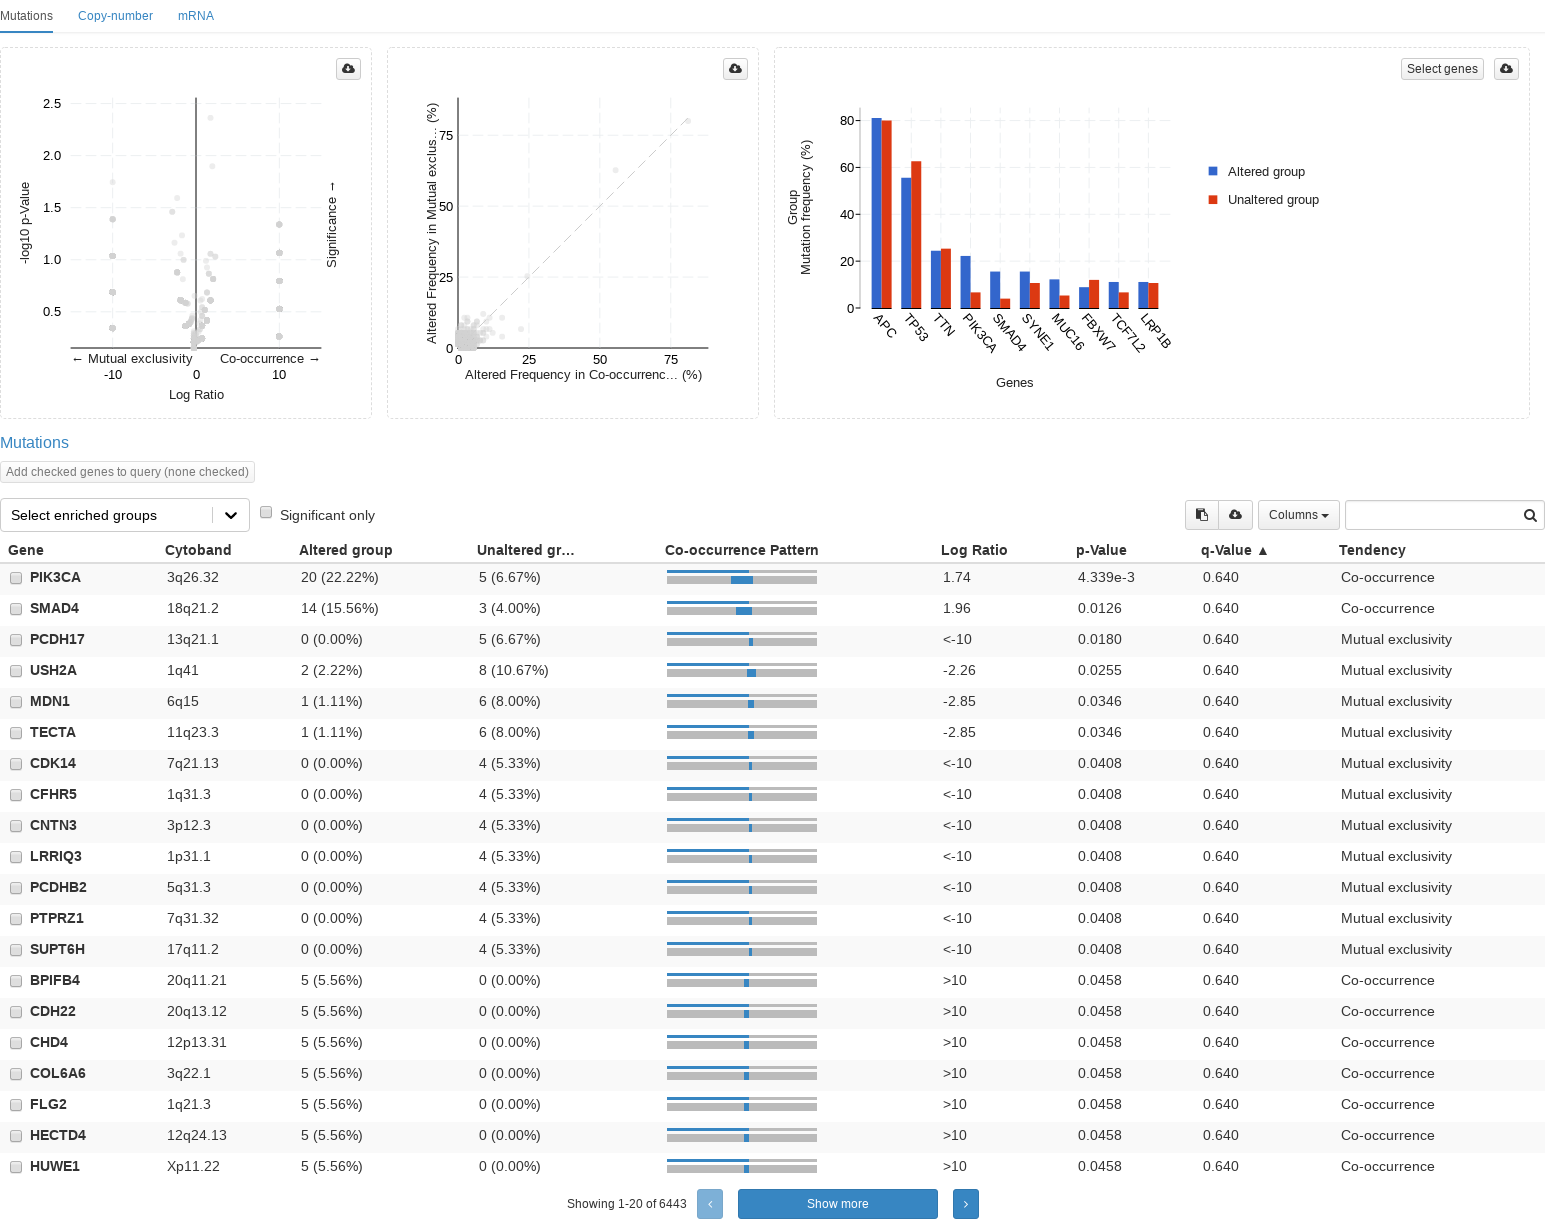 Mutations Copy-number mRNA
2.5
2.0
1.5
1.0
0.5
-log10 p-Value
Significance →
← Mutual exclusivity Co-occurrence →
-10 0 10
Log Ratio
Altered Frequency in Mutual exclus... (%)
75
50
25
0
0 25 50 75
Altered Frequency in Co-occurrenc... (%)
Select genes
Group
Mutation frequency (%)
80
60
40
20
0
APC TP53 TTN PIK3CA SMAD4 SYNE1 MUC16 FBXW7 TCF7L2 LRP1B
Genes
Altered group
Unaltered group
Mutations
Add checked genes to query (none checked)
Select enriched groups Significant only Columns
Gene Cytoband Altered group Unaltered gr… Co-occurrence Pattern Log Ratio p-Value q-Value ▲ Tendency
PIK3CA 3q26.32 20 (22.22%) 5 (6.67%) 1.74 4.339e-3 0.640 Co-occurrence
SMAD4 18q21.2 14 (15.56%) 3 (4.00%) 1.96 0.0126 0.640 Co-occurrence
PCDH17 13q21.1 0 (0.00%) 5 (6.67%) <-10 0.0180 0.640 Mutual exclusivity
USH2A 1q41 2 (2.22%) 8 (10.67%) -2.26 0.0255 0.640 Mutual exclusivity
MDN1 6q15 1 (1.11%) 6 (8.00%) -2.85 0.0346 0.640 Mutual exclusivity
TECTA 11q23.3 1 (1.11%) 6 (8.00%) -2.85 0.0346 0.640 Mutual exclusivity
CDK14 7q21.13 0 (0.00%) 4 (5.33%) <-10 0.0408 0.640 Mutual exclusivity
CFHR5 1q31.3 0 (0.00%) 4 (5.33%) <-10 0.0408 0.640 Mutual exclusivity
CNTN3 3p12.3 0 (0.00%) 4 (5.33%) <-10 0.0408 0.640 Mutual exclusivity
LRRIQ3 1p31.1 0 (0.00%) 4 (5.33%) <-10 0.0408 0.640 Mutual exclusivity
PCDHB2 5q31.3 0 (0.00%) 4 (5.33%) <-10 0.0408 0.640 Mutual exclusivity
PTPRZ1 7q31.32 0 (0.00%) 4 (5.33%) <-10 0.0408 0.640 Mutual exclusivity
SUPT6H 17q11.2 0 (0.00%) 4 (5.33%) <-10 0.0408 0.640 Mutual exclusivity
BPIFB4 20q11.21 5 (5.56%) 0 (0.00%) >10 0.0458 0.640 Co-occurrence
CDH22 20q13.12 5 (5.56%) 0 (0.00%) >10 0.0458 0.640 Co-occurrence
CHD4 12p13.31 5 (5.56%) 0 (0.00%) >10 0.0458 0.640 Co-occurrence
COL6A6 3q22.1 5 (5.56%) 0 (0.00%) >10 0.0458 0.640 Co-occurrence
FLG2 1q21.3 5 (5.56%) 0 (0.00%) >10 0.0458 0.640 Co-occurrence
HECTD4 12q24.13 5 (5.56%) 0 (0.00%) >10 0.0458 0.640 Co-occurrence
HUWE1 Xp11.22 5 (5.56%) 0 (0.00%) >10 0.0458 0.640 Co-occurrence
Showing 1-20 of 6443 ‹ Show more ›